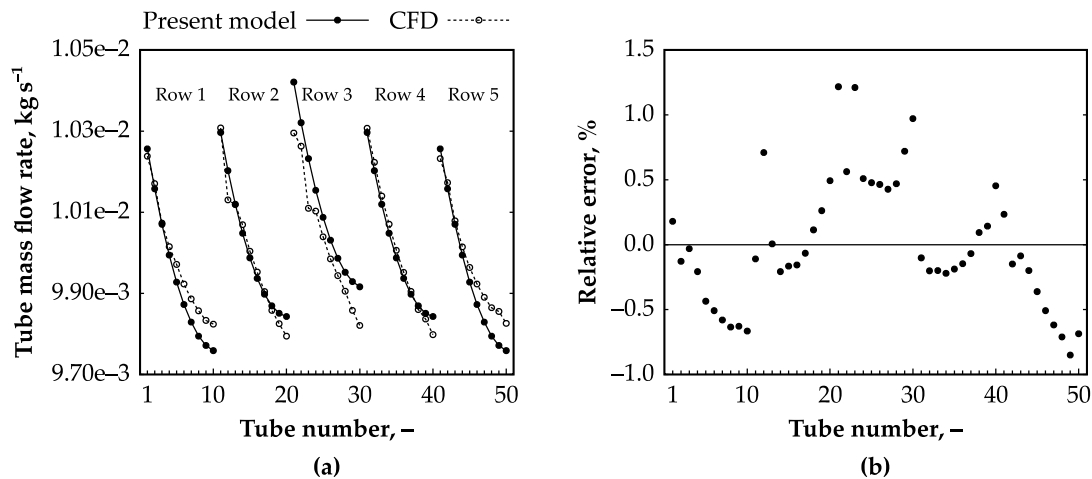 Present model CFD
1.05e−2
1.03e−2
1.01e−2
9.90e−3
9.70e−3
Tube mass flow rate, kg s⁻¹
Row 1 Row 2 Row 3 Row 4 Row 5
1 10 20 30 40 50
Tube number, −
(a)
1.5
1.0
0.5
0.0
−0.5
−1.0
Relative error, %
1 10 20 30 40 50
Tube number, −
(b)